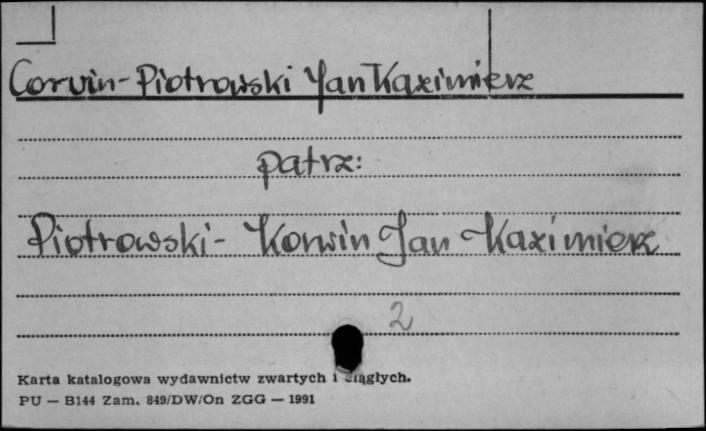 Corvin-Piotrowski Jan Kazimierz
patrz:
Piotrowski- Korwin Jan Kazimierz
2
Karta katalogowa wydawnictw zwartych i ciągłych.
PU — B144 Zam. 849/DW/On ZGG — 1991